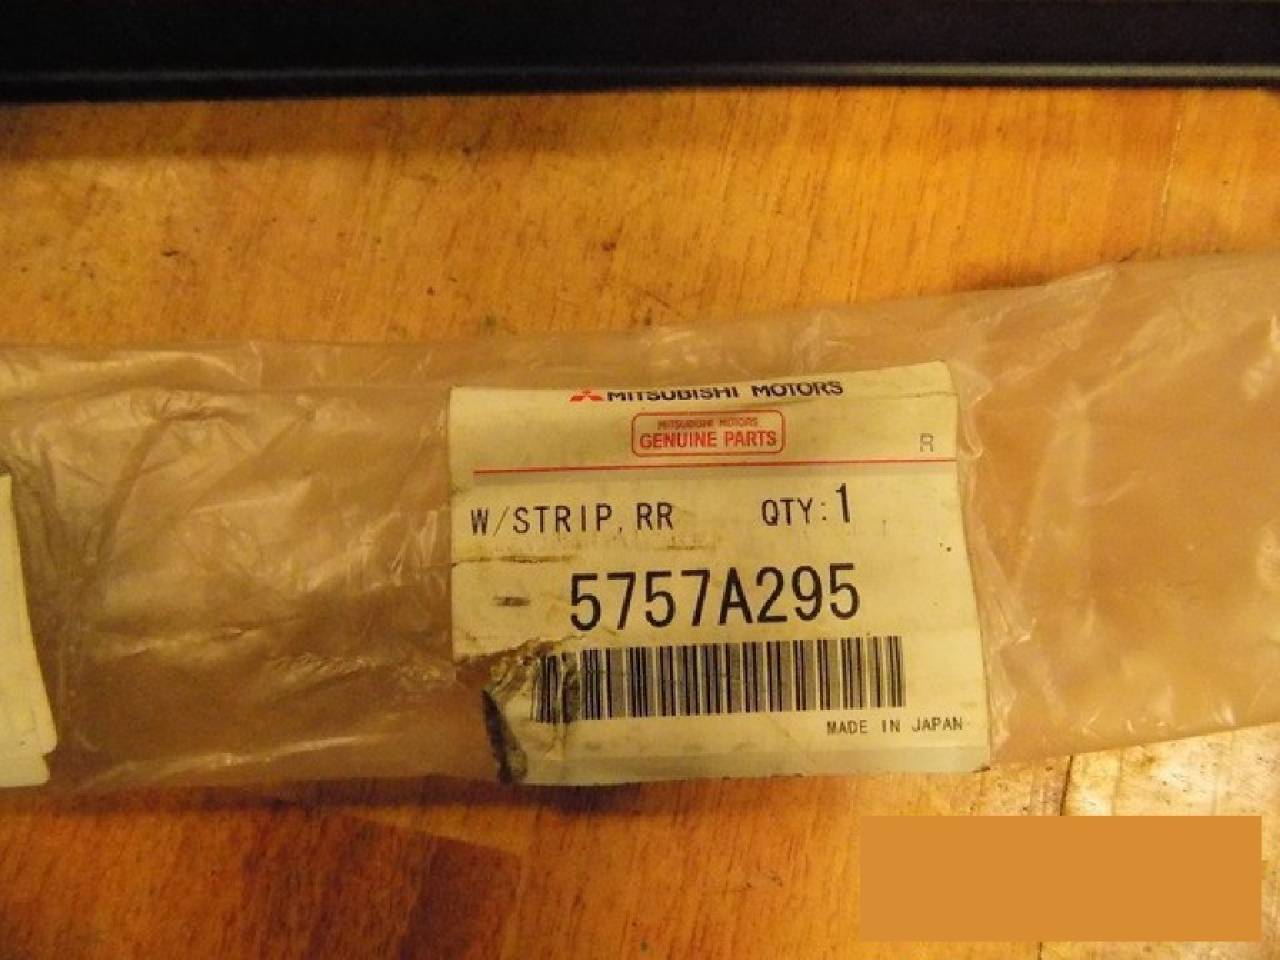 MITSUBISHI MOTORS
MITSUBISHI MOTORS
GENUINE PARTS
R
W/STRIP,RR QTY:1
5757A295
MADE IN JAPAN